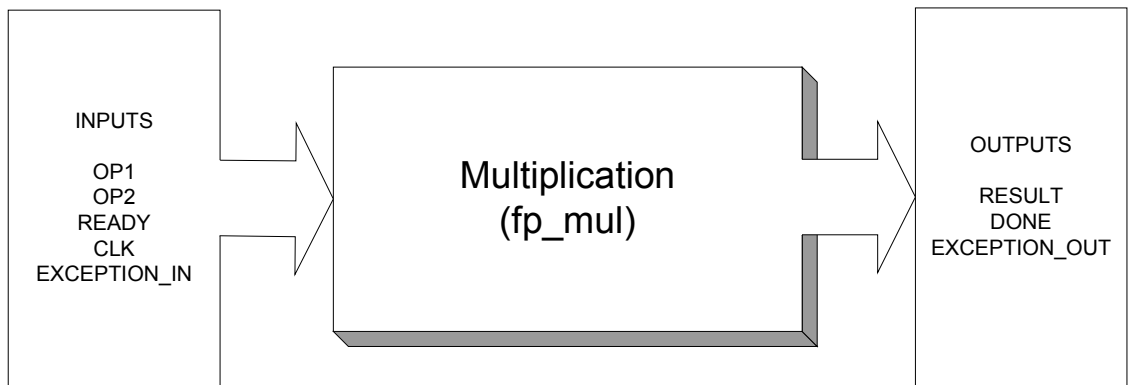 INPUTS
OP1
OP2
READY
CLK
EXCEPTION_IN
Multiplication
(fp_mul)
OUTPUTS
RESULT
DONE
EXCEPTION_OUT